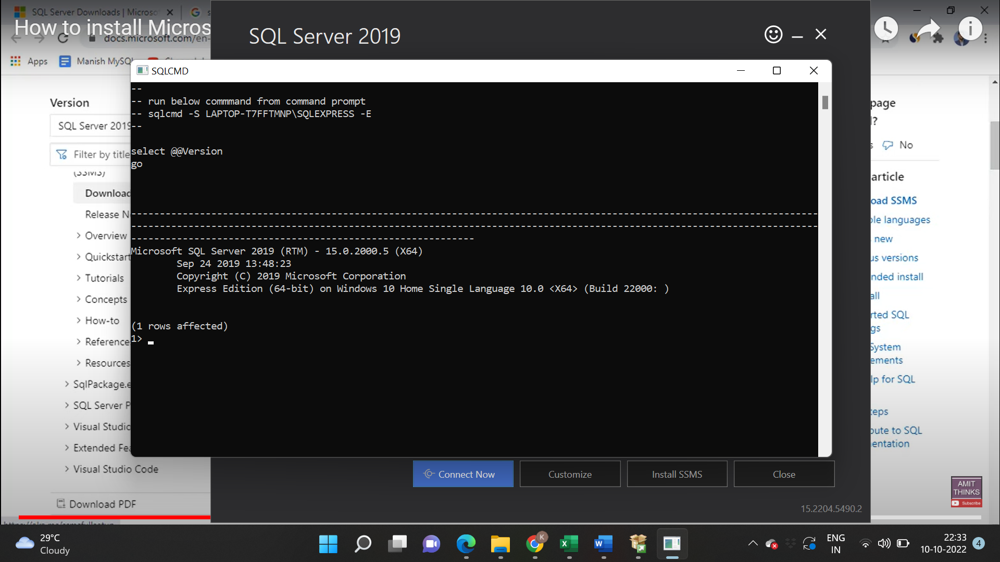 SQL Server Downloads | Micros
How to install Micros
docs.microsoft.com/en-
Apps
Manish MySQL
SQL Server 2019
SQLCMD
--
-- run below commmand from command prompt
-- sqlcmd -S LAPTOP-T7FFTMNP\SQLEXPRESS -E
--
select @@Version
go
Microsoft SQL Server 2019 (RTM) - 15.0.2000.5 (X64)
Sep 24 2019 13:48:23
Copyright (C) 2019 Microsoft Corporation
Express Edition (64-bit) on Windows 10 Home Single Language 10.0 <X64> (Build 22000: )
(1 rows affected)
1>
Version
SQL Server 2019
Filter by title
(SSMS)
Download
Release N
Overview
Quickstart
Tutorials
Concepts
How-to
Reference
Resources
SqlPackage.e
SQL Server P
Visual Studio
Extended Fea
Visual Studio Code
Download PDF
page
l?
s No
article
oad SSMS
ble languages
new
us versions
nded install
all
rted SQL
gs
System
ements
lp for SQL
teps
bute to SQL
entation
Connect Now
Customize
Install SSMS
Close
15.2204.5490.2
AMIT
THINKS
Subscribe
29°C
Cloudy
K
ENG
IN
22:33
10-10-2022
4